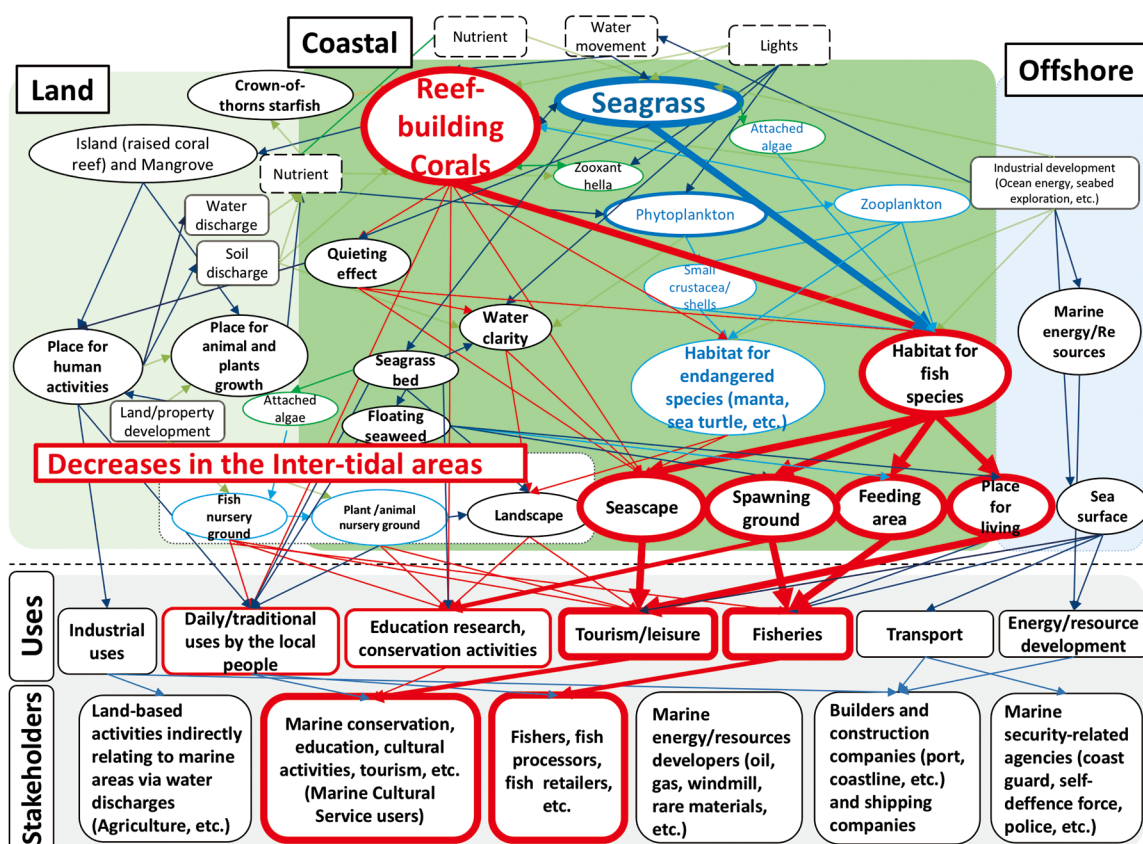 Coastal
Nutrient
Water
movement
Lights
Land
Offshore
Crown-of-
thorns starfish
Reef-
building
Corals
Seagrass
Attached
algae
Island (raised coral
reef) and Mangrove
Nutrient
Zooxant
hella
Industrial development
(Ocean energy, seabed
exploration, etc.)
Water
discharge
Phytoplankton
Zooplankton
Soil
discharge
Quieting
effect
Small
crustacea/
shells
Marine
energy/Re
sources
Place for
human
activities
Place for
animal and
plants
growth
Water
clarity
Seagrass
bed
Habitat for
endangered
species (manta,
sea turtle, etc.)
Habitat for
fish
species
Land/property
development
Attached
algae
Floating
seaweed
Decreases in the Inter-tidal areas
Fish
nursery
ground
Plant /animal
nursery ground
Landscape
Seascape
Spawning
ground
Feeding
area
Place
for
living
Sea
surface
Uses
Industrial
uses
Daily/traditional
uses by the local
people
Education research,
conservation activities
Tourism/leisure
Fisheries
Transport
Energy/resource
development
Stakeholders
Land-based
activities indirectly
relating to marine
areas via water
discharges
(Agriculture, etc.)
Marine conservation,
education, cultural
activities, tourism, etc.
(Marine Cultural
Service users)
Fishers, fish
processors,
fish retailers,
etc.
Marine
energy/resources
developers (oil,
gas, windmill,
rare materials,
etc.)
Builders and
construction
companies (port,
coastline, etc.)
and shipping
companies
Marine
security-related
agencies (coast
guard, self-
deffence force,
police, etc.)